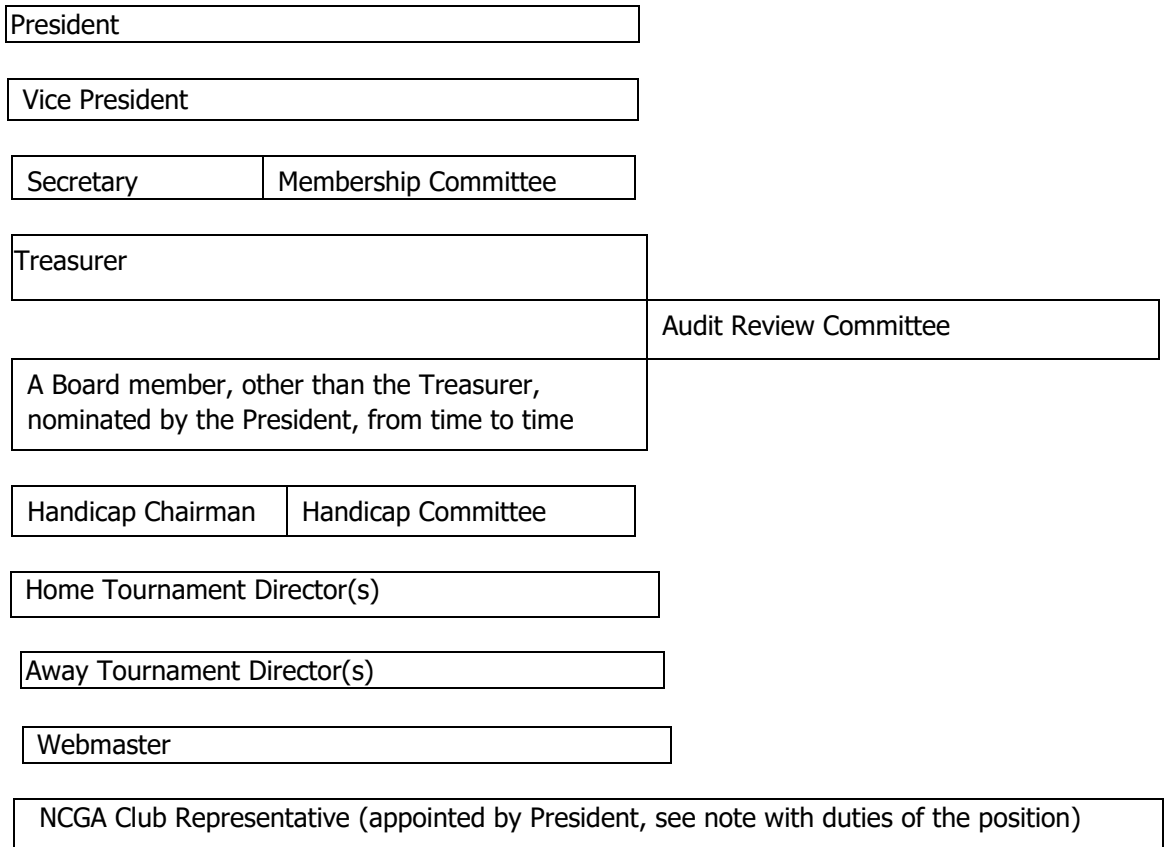 President
Vice President
Secretary
Membership Committee
Treasurer
Audit Review Committee
A Board member, other than the Treasurer,
nominated by the President, from time to time
Handicap Chairman
Handicap Committee
Home Tournament Director(s)
Away Tournament Director(s)
Webmaster
NCGA Club Representative (appointed by President, see note with duties of the position)